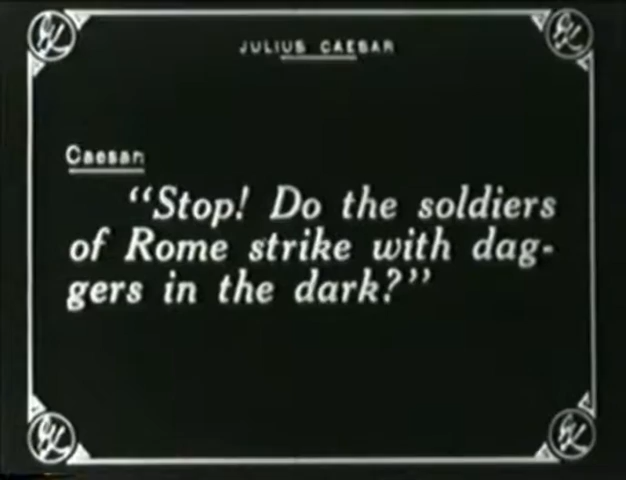 JULIUS CAESAR
Caesar
"Stop! Do the soldiers
of Rome strike with dag-
gers in the dark?"